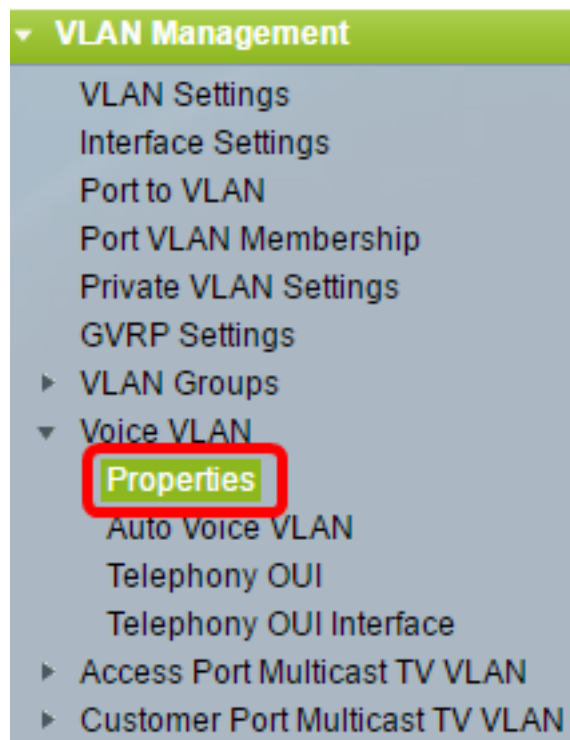 VLAN Management
VLAN Settings
Interface Settings
Port to VLAN
Port VLAN Membership
Private VLAN Settings
GVRP Settings
VLAN Groups
Voice VLAN
Properties
Auto Voice VLAN
Telephony OUI
Telephony OUI Interface
Access Port Multicast TV VLAN
Customer Port Multicast TV VLAN